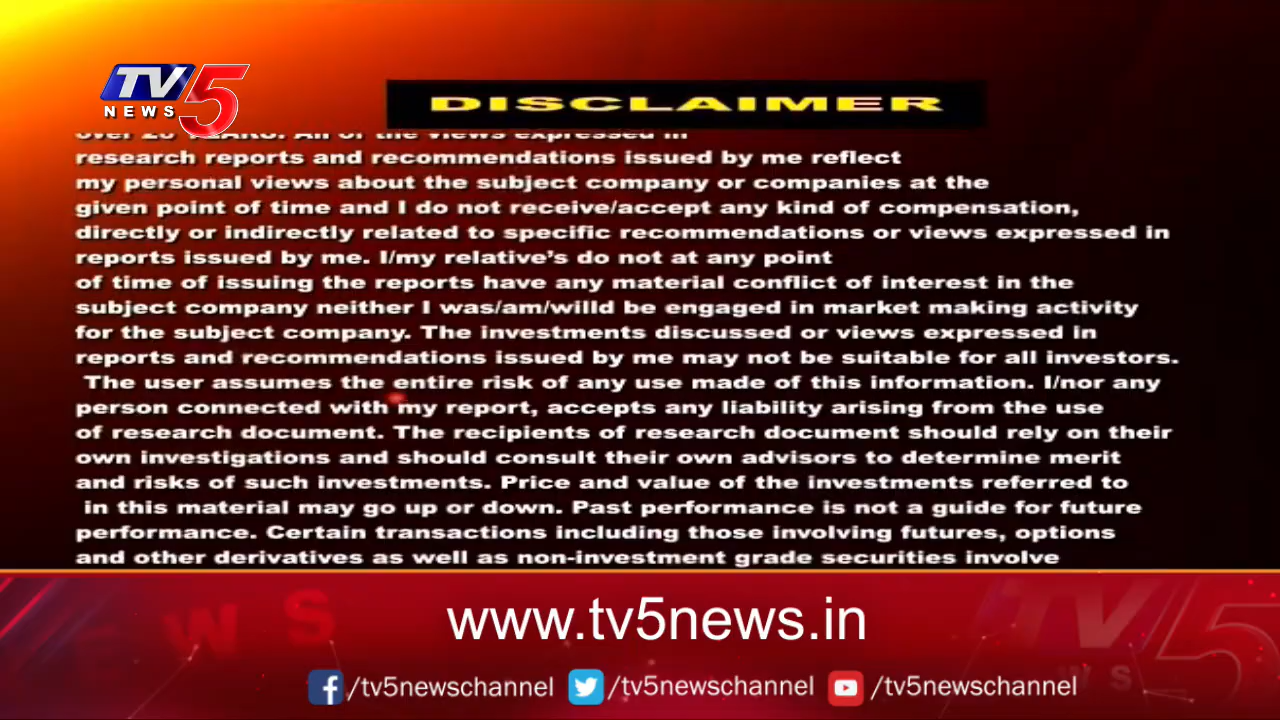 TV5
NEWS
DISCLAIMER
over 20 YEARS. All of the views expressed in
research reports and recommendations issued by me reflect
my personal views about the subject company or companies at the
given point of time and I do not receive/accept any kind of compensation,
directly or indirectly related to specific recommendations or views expressed in
reports issued by me. I/my relative’s do not at any point
of time of issuing the reports have any material conflict of interest in the
subject company neither I was/am/willd be engaged in market making activity
for the subject company. The investments discussed or views expressed in
reports and recommendations issued by me may not be suitable for all investors.
The user assumes the entire risk of any use made of this information. I/nor any
person connected with my report, accepts any liability arising from the use
of research document. The recipients of research document should rely on their
own investigations and should consult their own advisors to determine merit
and risks of such investments. Price and value of the investments referred to
in this material may go up or down. Past performance is not a guide for future
performance. Certain transactions including those involving futures, options
and other derivatives as well as non-investment grade securities involve
www.tv5news.in
/tv5newschannel /tv5newschannel /tv5newschannel